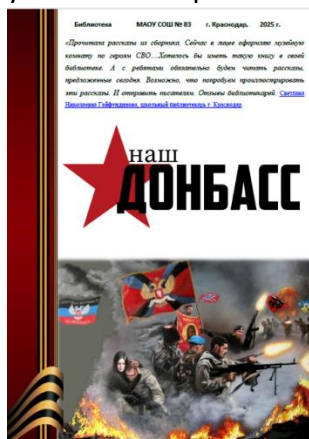 Библиотека МАОУ СОШ № 83 г. Краснодар, 2025 г.
«Прочитала рассказы из сборника. Сейчас в лицее оформляю музейную
комнату по героям СВО...Хотелось бы иметь такую книгу в своей
библиотеке. А с ребятами обязательно будем читать рассказы,
предложенные сегодня. Возможно, что попробуем проиллюстрировать
эти рассказы. И отправить писателям. Отзывы библиотекарей. Светлана
Николаевна Гайфутдинова, школьный библиотекарь г. Краснодар
наш
ДОНБАСС